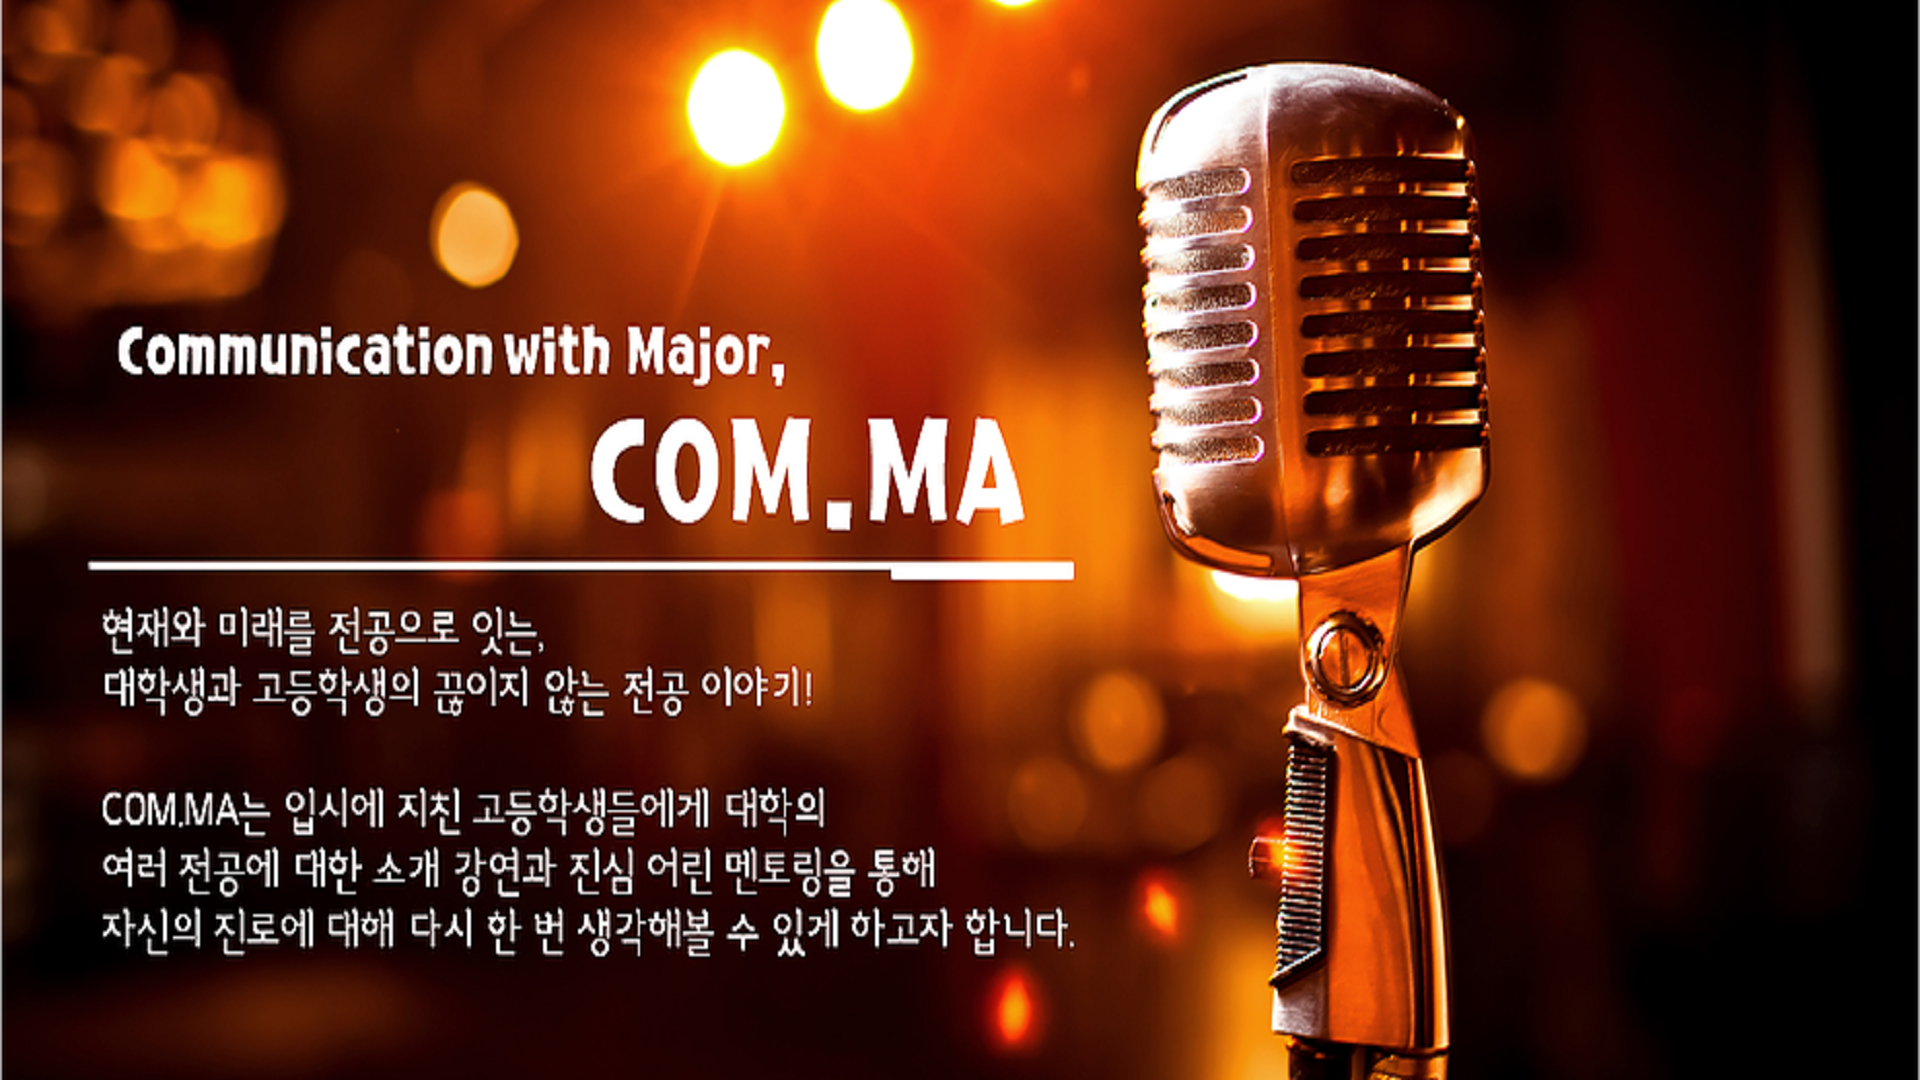 Communication with Major,
COM.MA
현재와 미래를 전공으로 잇는,
대학생과 고등학생의 끊이지 않는 전공 이야기!
COM.MA는 입시에 지친 고등학생들에게 대학의
여러 전공에 대한 소개 강연과 진심 어린 멘토링을 통해
자신의 진로에 대해 다시 한 번 생각해볼 수 있게 하고자 합니다.